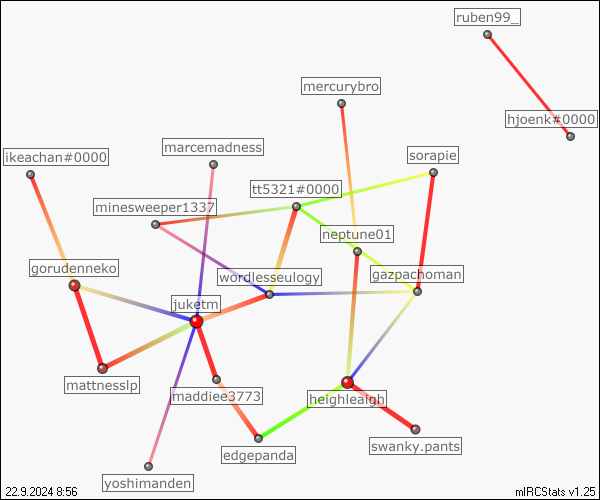 ruben99_
mercurybro
hjoenk#0000
marcemadness
ikeachan#0000
sorapie
tt5321#0000
minesweeper1337
neptune01
gorudenneko
wordlesseulogy
gazpachoman
juketm
mattnesslp
maddiee3773
heighleaigh
swanky.pants
edgepanda
yoshimanden
22.9.2024 8:56
mIRCStats v1.25